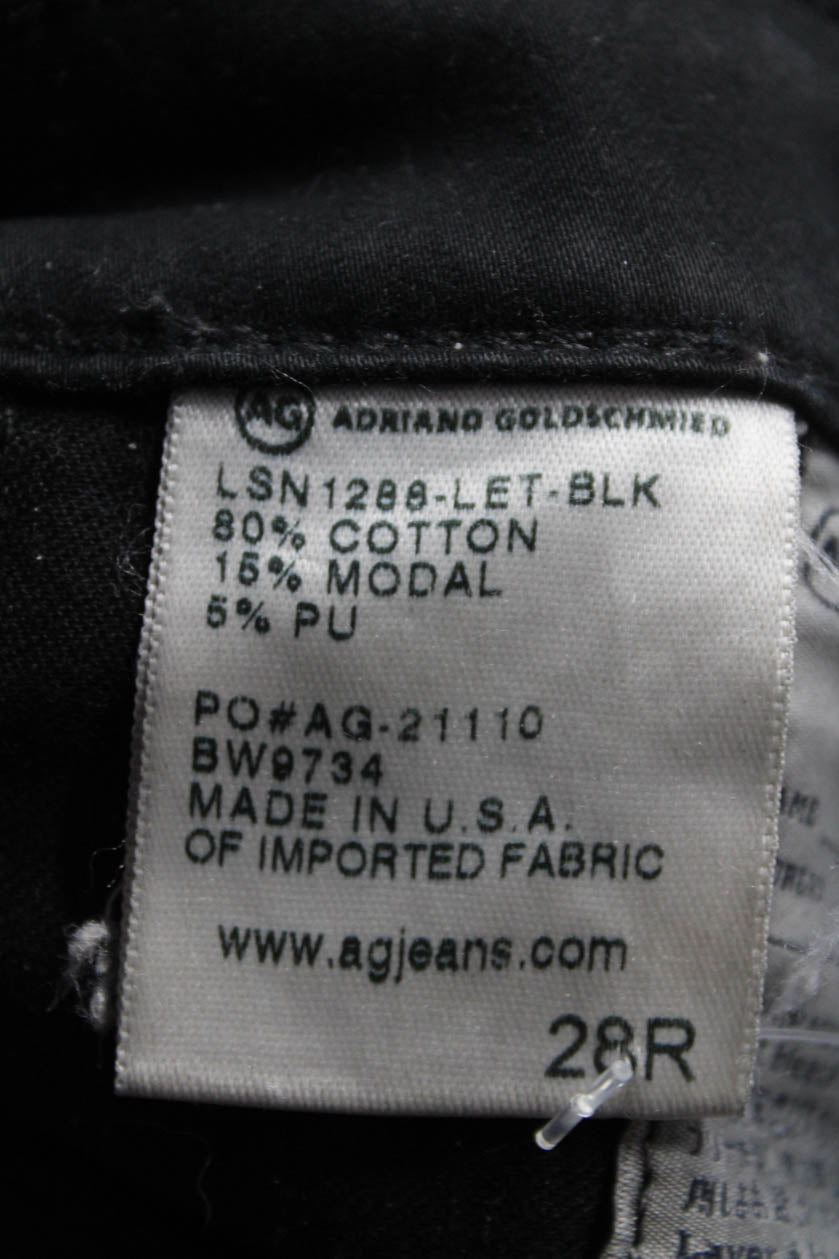 AG ADRIANO GOLDSCHMIED
LSN1288-LET-BLK
80% COTTON
15% MODAL
5% PU
PO#AG-21110
BW9734
MADE IN U.S.A.
OF IMPORTED FABRIC
www.agjeans.com
28R